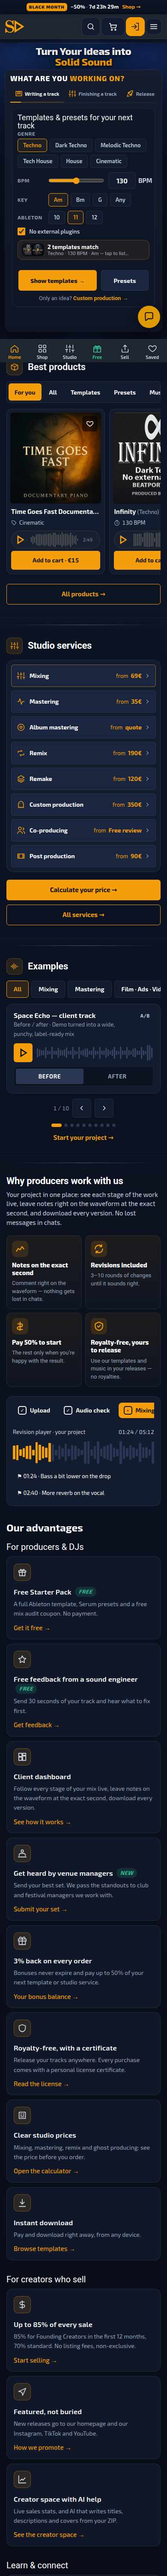 BLACK MONTH -50% · 7d 23h 29m Shop →
Turn Your Ideas into
Solid Sound
WHAT ARE YOU WORKING ON?
Writing a track Finishing a track Release
Templates & presets for your next
track
GENRE
Techno Dark Techno Melodic Techno
Tech House House Cinematic
BPM 130 BPM
KEY Am Bm G Any
ABLETON 10 11 12
No external plugins
2 templates match
Techno · 130 BPM · Am — tap to list...
Show templates → Presets
Only an idea? Custom production →
Home Shop Studio Free Sell Saved
Best products
For you All Templates Presets Mus
TIME GOES
FAST
DOCUMENTARY PIANO
INFINIT
Dark Te
No externa
BEATPOR
PRODUCED B
Time Goes Fast Documenta... Infinity (Techno)
Cinematic 130 BPM
2:46
Add to cart · €15 Add to ca
All products →
Studio services
Mixing from 69€ ›
Mastering from 35€ ›
Album mastering from quote ›
Remix from 190€ ›
Remake from 120€ ›
Custom production from 350€ ›
Co-producing from Free review ›
Post production from 90€ ›
Calculate your price →
All services →
Examples
All Mixing Mastering Film · Ads · Vid
Space Echo — client track A/B
Before / after · Demo turned into a wide,
punchy, label-ready record.
BEFORE AFTER
1 / 10 ‹ ›
Start your project →
Why producers work with us
Your project in one place: see each stage of the work
live, leave notes on the waveform at the exact
second, and download every version. No lost
messages in chats.
Notes on the exact
second
Comment right on the
waveform — nothing gets
lost in chats.
Revisions included
3–10 rounds of changes
until it sounds right.
Pay 50% to start
The rest only when you're
happy with the result.
Royalty-free, yours
to release
Use our templates and
music in your releases —
no royalties.
Upload Audio check Mixing
Revision player · your project 01:24 / 05:12
01:24 · Bass a bit lower on the drop
02:40 · More reverb on the vocal
Our advantages
For producers & DJs
Free Starter Pack FREE
A full Ableton template, Serum presets and a free
mix audit coupon. No payment.
Get it free →
Free feedback from a sound engineer
FREE
Send 30 seconds of your track and hear what to fix
first.
Get feedback →
Client dashboard
Follow every stage of your mix live, leave notes on
the waveform at the exact second, download every
version.
See how it works →
Get heard by venue managers NEW
Send your best set. We pass the standouts to club
and festival managers we work with.
Submit your set →
3% back on every order
Bonuses never expire and pay up to 50% of your
next template or studio service.
Your bonus balance →
Royalty-free, with a certificate
Release your tracks anywhere. Every purchase
comes with a personal license certificate.
Read the license →
Clear studio prices
Mixing, mastering, remix and ghost producing: see
the price before you order.
Open the calculator →
Instant download
Pay and download right away, from any device.
Browse templates →
For creators who sell
Up to 85% of every sale
85% for Founding Creators in the first 12 months,
70% standard. No listing fees, non-exclusive.
Start selling →
Featured, not buried
New releases go to our homepage and our
Instagram, TikTok and YouTube.
How we promote →
Creator space with AI help
Live sales stats, and AI that writes titles,
descriptions and covers from your ZIP.
See the creator space →
Learn & connect